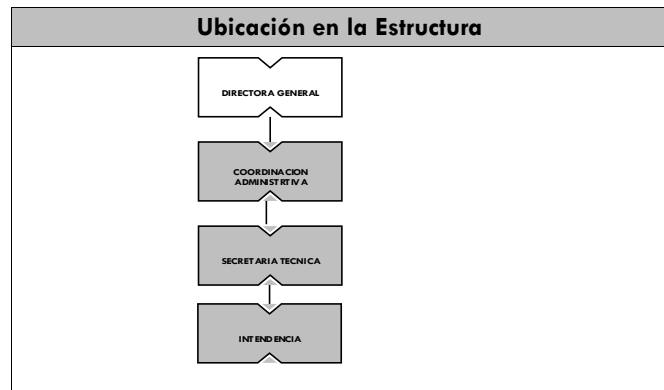 Ubicación en la Estructura
DIRECTORA GENERAL
COORDINACION
ADMINISTRTIVA
SECRETARIA TECNICA
INTENDENCIA